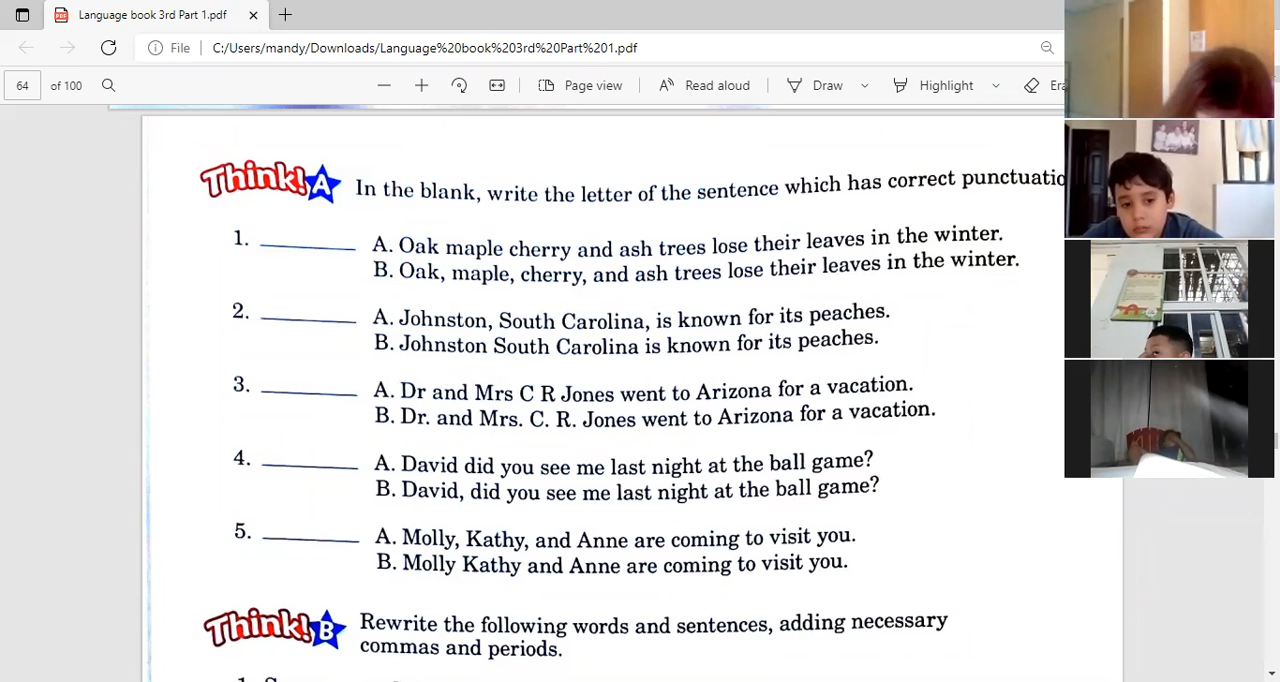 Language book 3rd Part 1.pdf
File C:/Users/mandy/Downloads/Language%20book%203rd%20Part%201.pdf
64 of 100 Page view Read aloud Draw Highlight Era
Think! A In the blank, write the letter of the sentence which has correct punctuatio
1. A. Oak maple cherry and ash trees lose their leaves in the winter.
B. Oak, maple, cherry, and ash trees lose their leaves in the winter.
2. A. Johnston, South Carolina, is known for its peaches.
B. Johnston South Carolina is known for its peaches.
3. A. Dr and Mrs C R Jones went to Arizona for a vacation.
B. Dr. and Mrs. C. R. Jones went to Arizona for a vacation.
4. A. David did you see me last night at the ball game?
B. David, did you see me last night at the ball game?
5. A. Molly, Kathy, and Anne are coming to visit you.
B. Molly Kathy and Anne are coming to visit you.
Think! B Rewrite the following words and sentences, adding necessary
commas and periods.